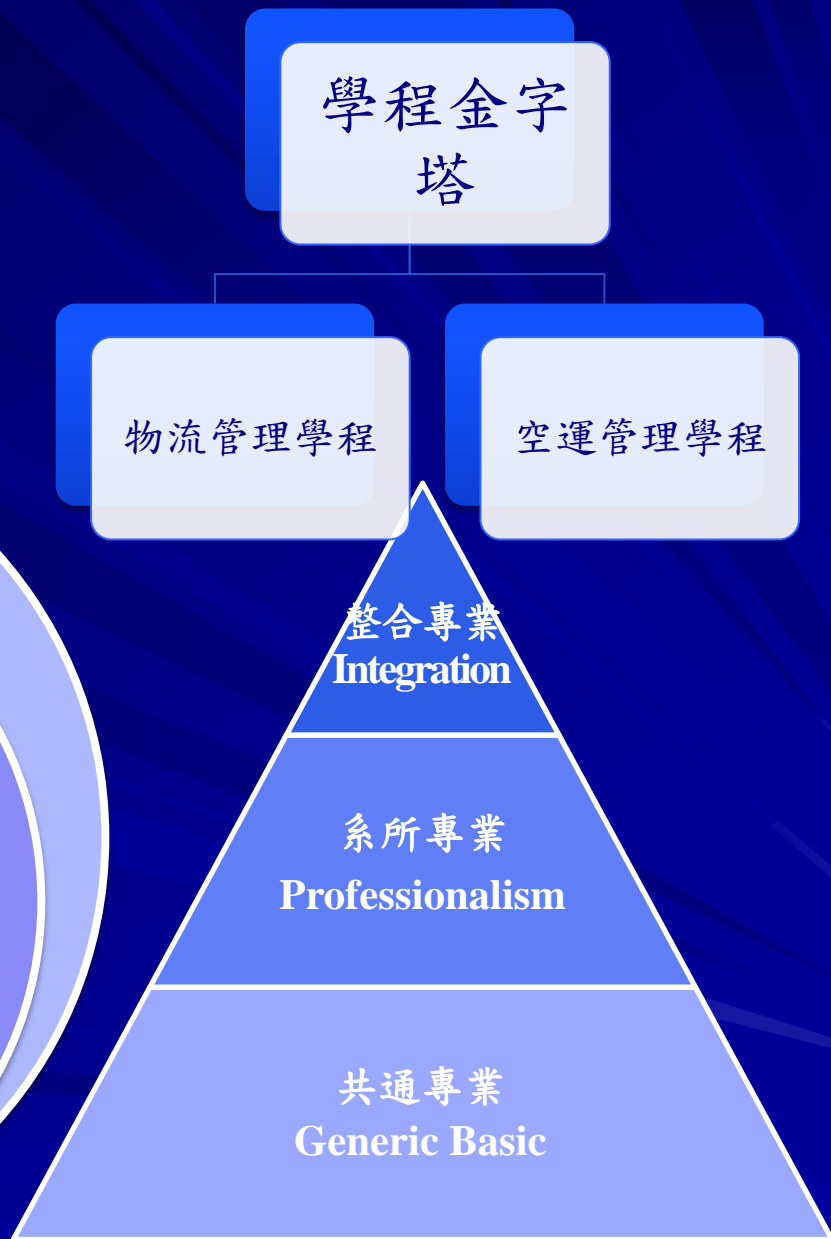 學程金字
塔
物流管理學程
空運管理學程
整合專業
Integration
系所專業
Professionalism
共通專業
Generic Basic